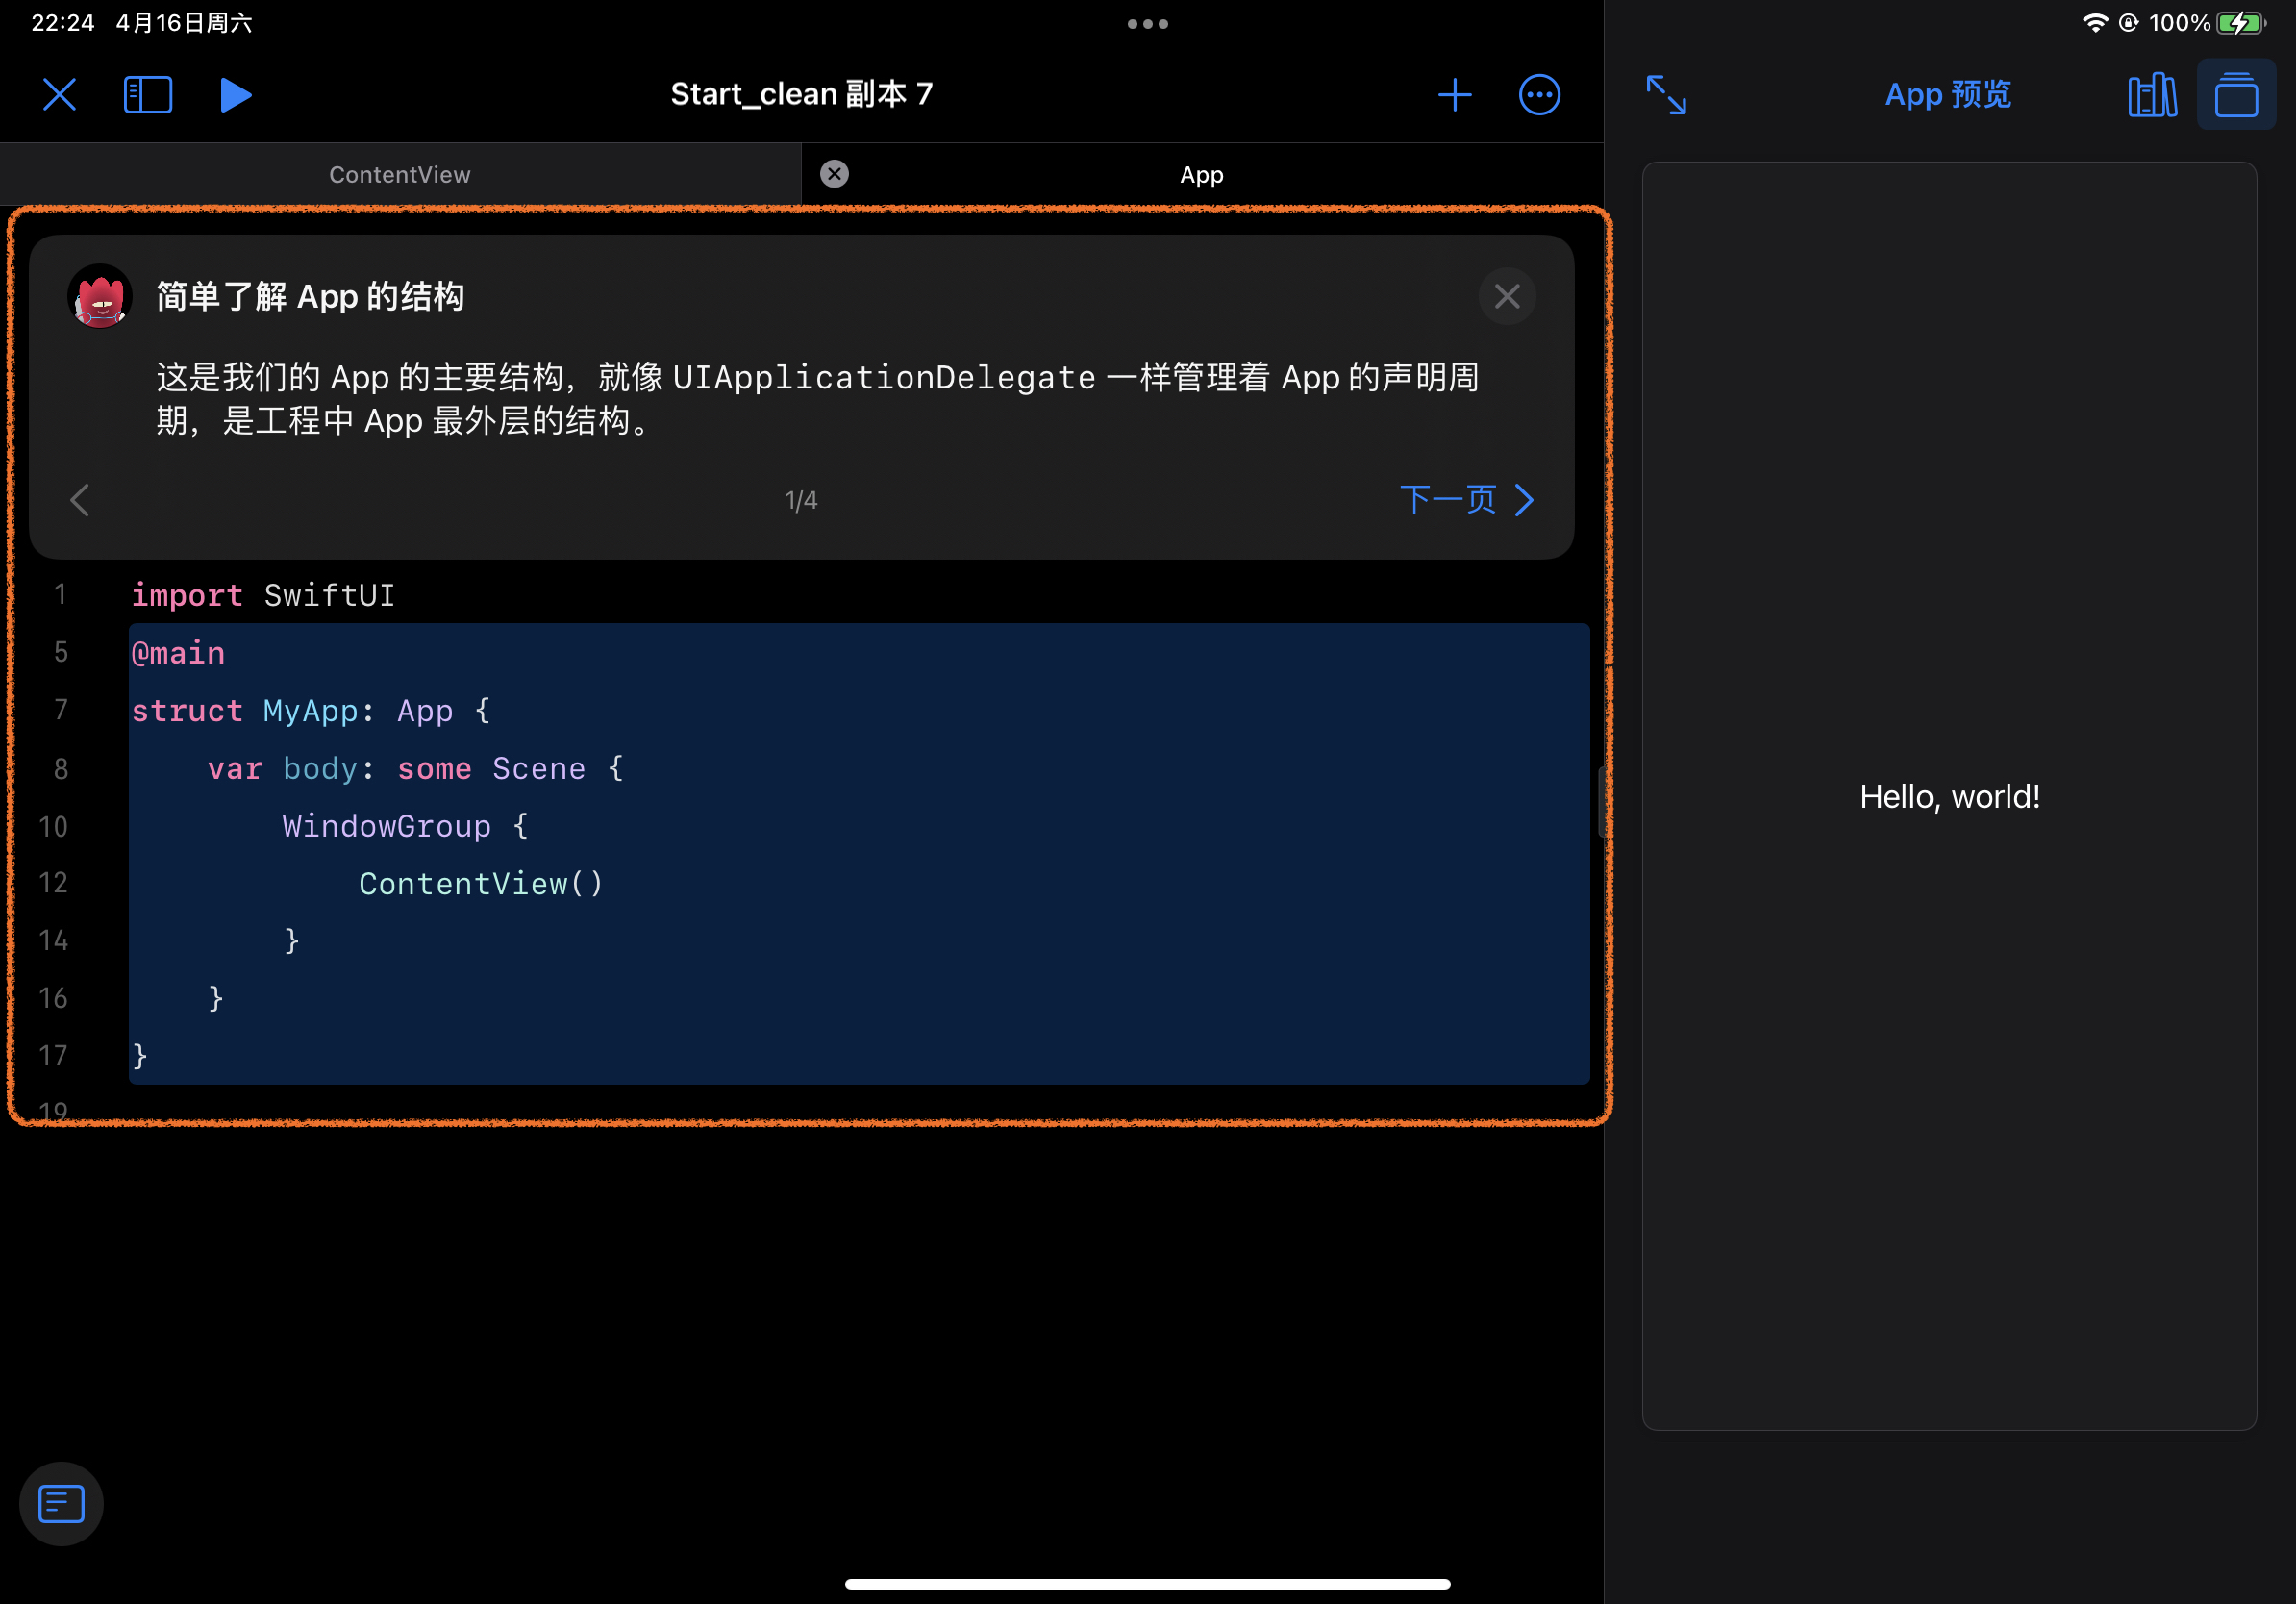 22:24 4月16日周六
100%
Start_clean 副本 7
App 预览
ContentView
App
简单了解 App 的结构
这是我们的 App 的主要结构，就像 UIApplicationDelegate 一样管理着 App 的声明周
期，是工程中 App 最外层的结构。
1/4
下一页
1 import SwiftUI
5 @main
7 struct MyApp: App {
8 var body: some Scene {
10 WindowGroup {
12 ContentView()
14 }
16 }
17 }
19
Hello, world!